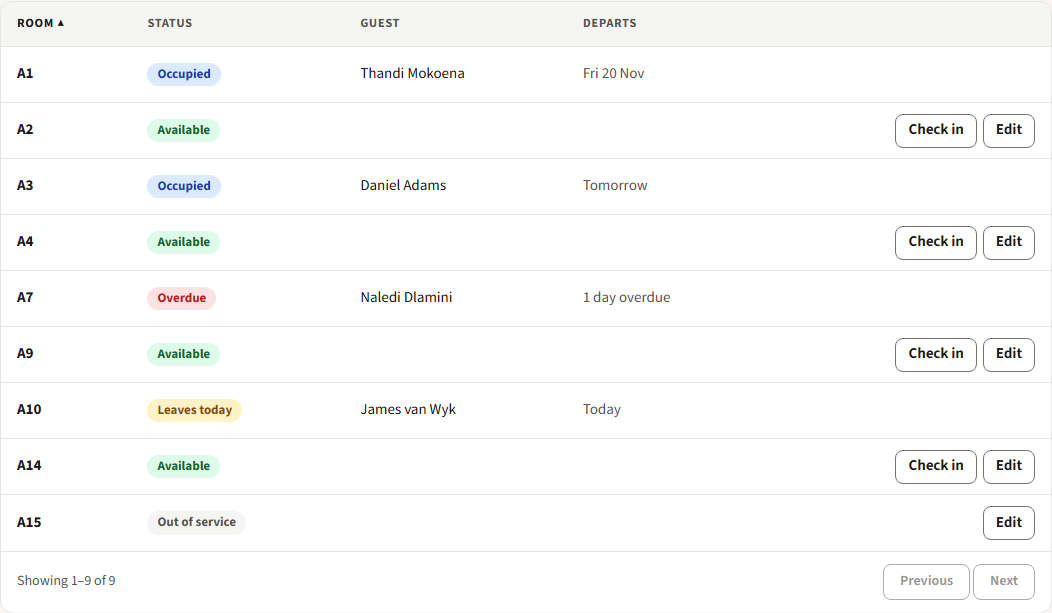 ROOM ▲ STATUS GUEST DEPARTS
A1 Occupied Thandi Mokoena Fri 20 Nov
A2 Available Check in Edit
A3 Occupied Daniel Adams Tomorrow
A4 Available Check in Edit
A7 Overdue Naledi Dlamini 1 day overdue
A9 Available Check in Edit
A10 Leaves today James van Wyk Today
A14 Available Check in Edit
A15 Out of service Edit
Showing 1–9 of 9 Previous Next